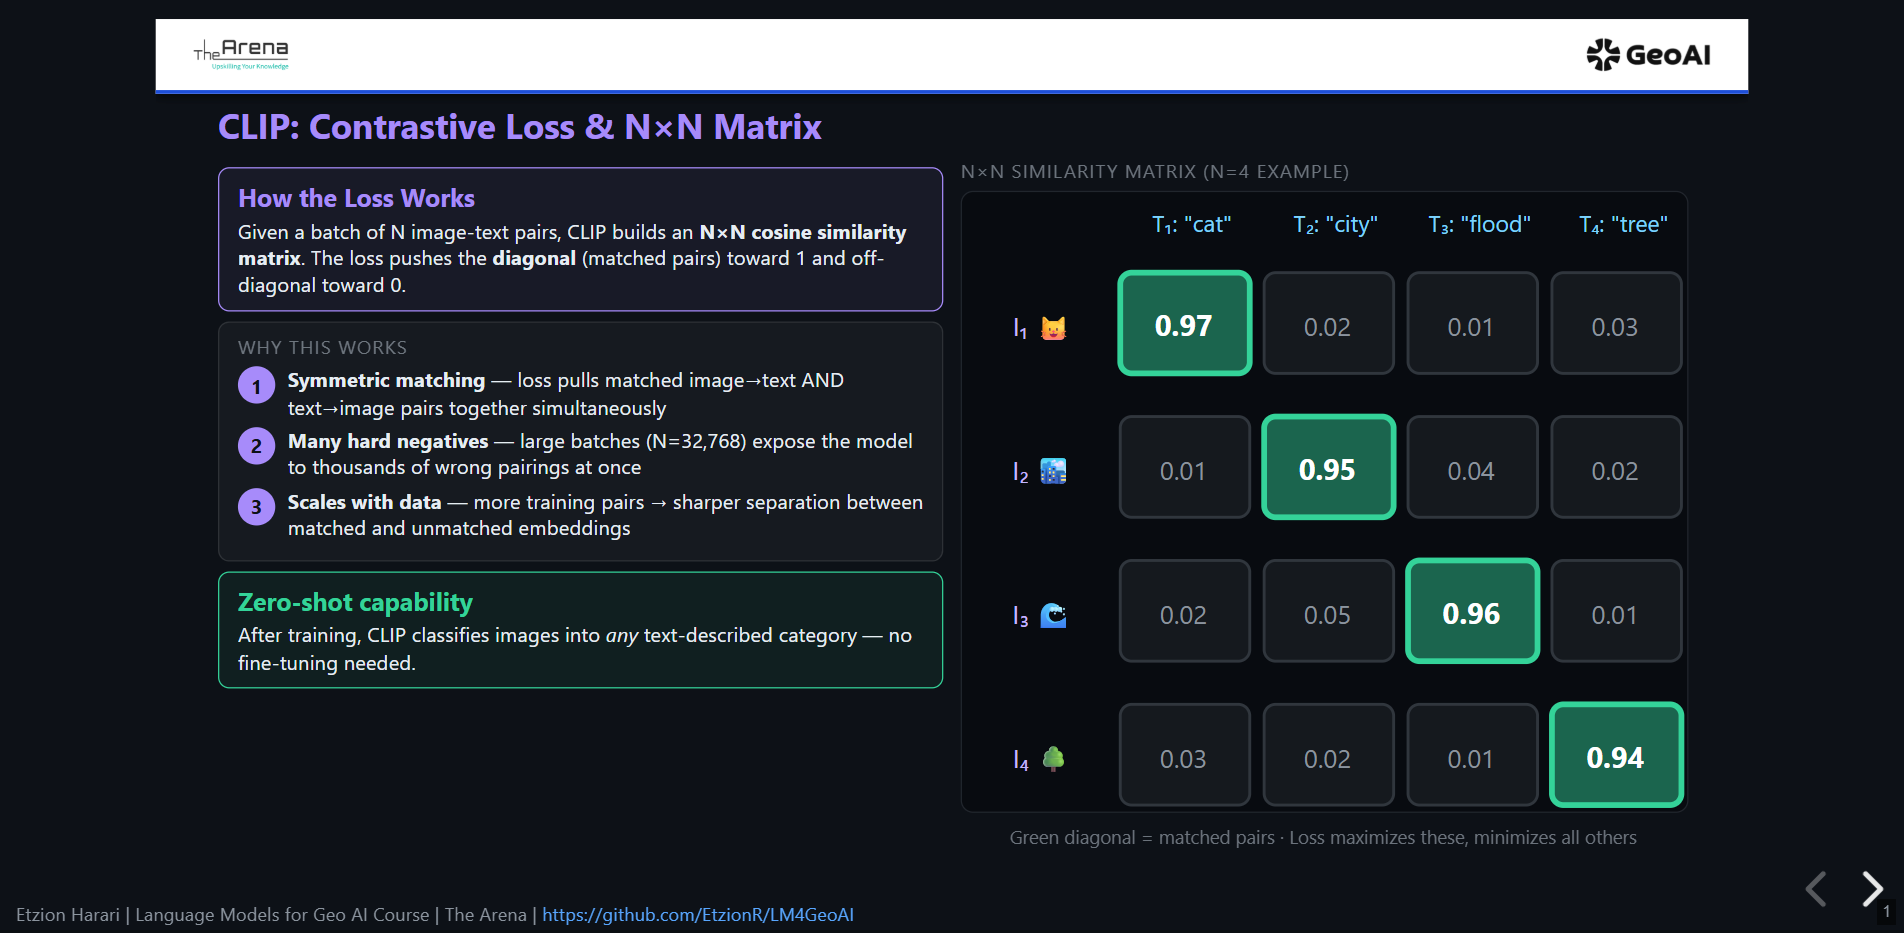 The Arena
Upskilling Your Knowledge
GeoAI
CLIP: Contrastive Loss & N×N Matrix
How the Loss Works
Given a batch of N image-text pairs, CLIP builds an N×N cosine similarity
matrix. The loss pushes the diagonal (matched pairs) toward 1 and off-
diagonal toward 0.
WHY THIS WORKS
1 Symmetric matching — loss pulls matched image→text AND
text→image pairs together simultaneously
2 Many hard negatives — large batches (N=32,768) expose the model
to thousands of wrong pairings at once
3 Scales with data — more training pairs → sharper separation between
matched and unmatched embeddings
Zero-shot capability
After training, CLIP classifies images into any text-described category — no
fine-tuning needed.
N×N SIMILARITY MATRIX (N=4 EXAMPLE)
T₁: "cat" T₂: "city" T₃: "flood" T₄: "tree"
I₁ 0.97 0.02 0.01 0.03
I₂ 0.01 0.95 0.04 0.02
I₃ 0.02 0.05 0.96 0.01
I₄ 0.03 0.02 0.01 0.94
Green diagonal = matched pairs · Loss maximizes these, minimizes all others
Etzion Harari | Language Models for Geo AI Course | The Arena | https://github.com/EtzionR/LM4GeoAI
1